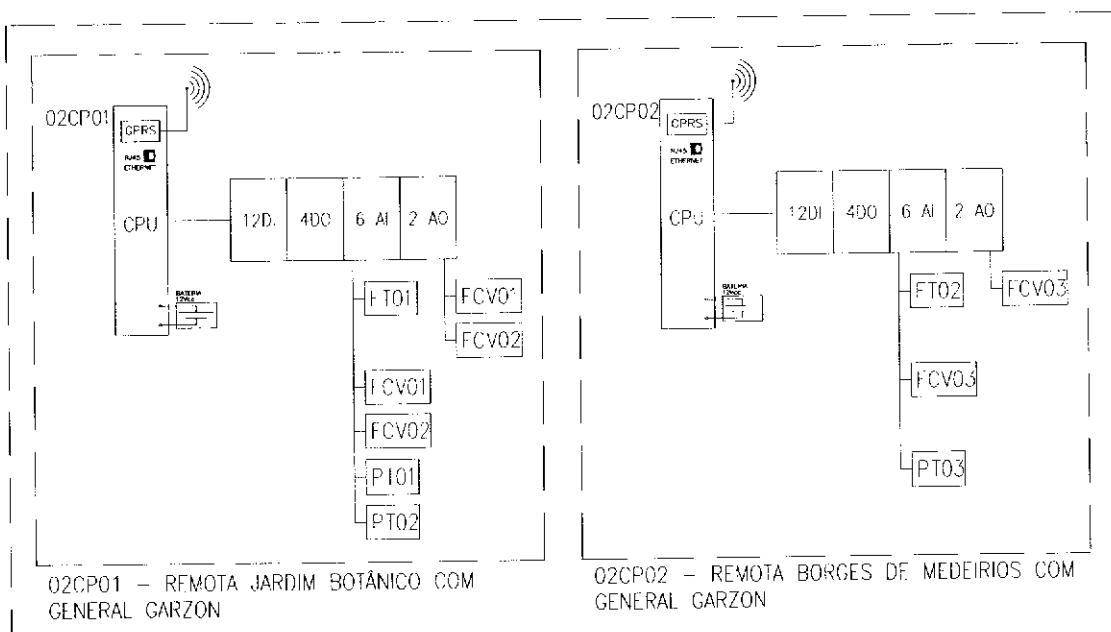 02CP01
GPRS
RJ45
ETHERNET
CPU
BATERIA
12Vcc
12DI
4DO
6 AI
2 AO
FT01
FCV01
FCV02
FCV01
FCV02
PT01
PT02
02CP01 – REMOTA JARDIM BOTÂNICO COM
GENERAL GARZON
02CP02
GPRS
RJ45
ETHERNET
CPU
BATERIA
12Vcc
12DI
4DO
6 AI
2 AO
FT02
FCV03
FCV03
PT03
02CP02 – REMOTA BORGES DE MEDEIRIOS COM
GENERAL GARZON